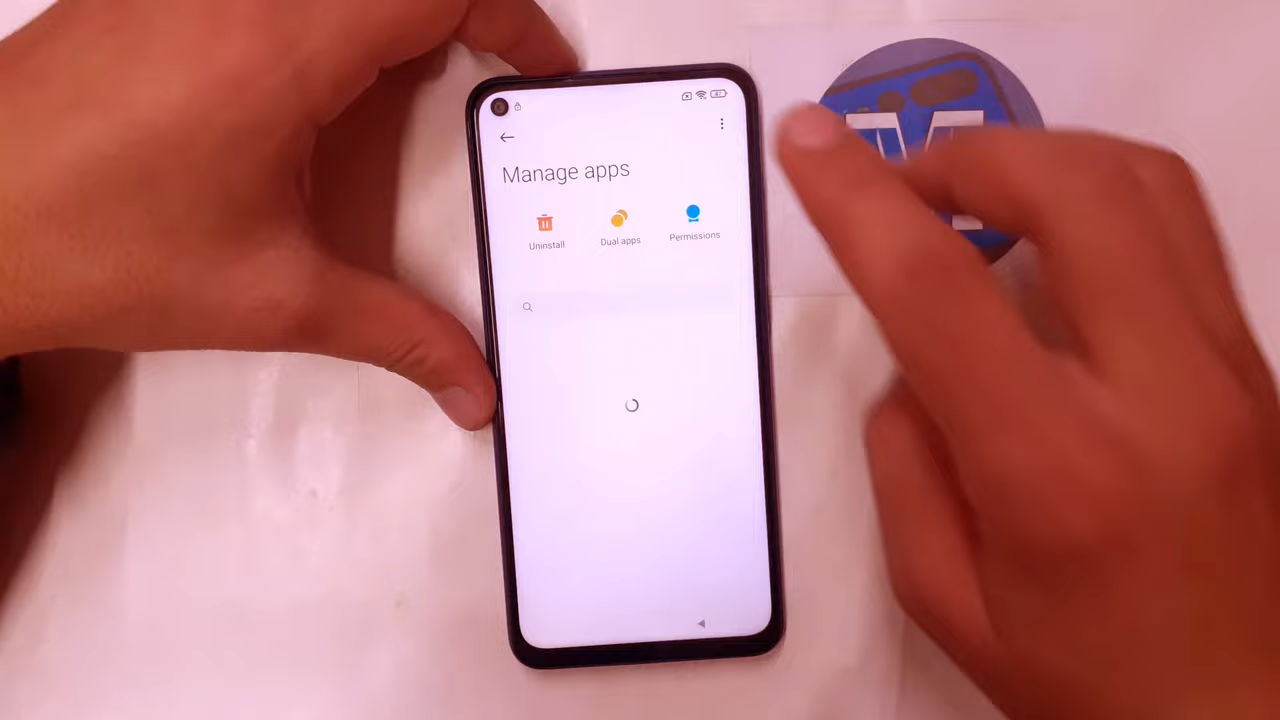 Manage apps
Uninstall
Dual apps
Permissions